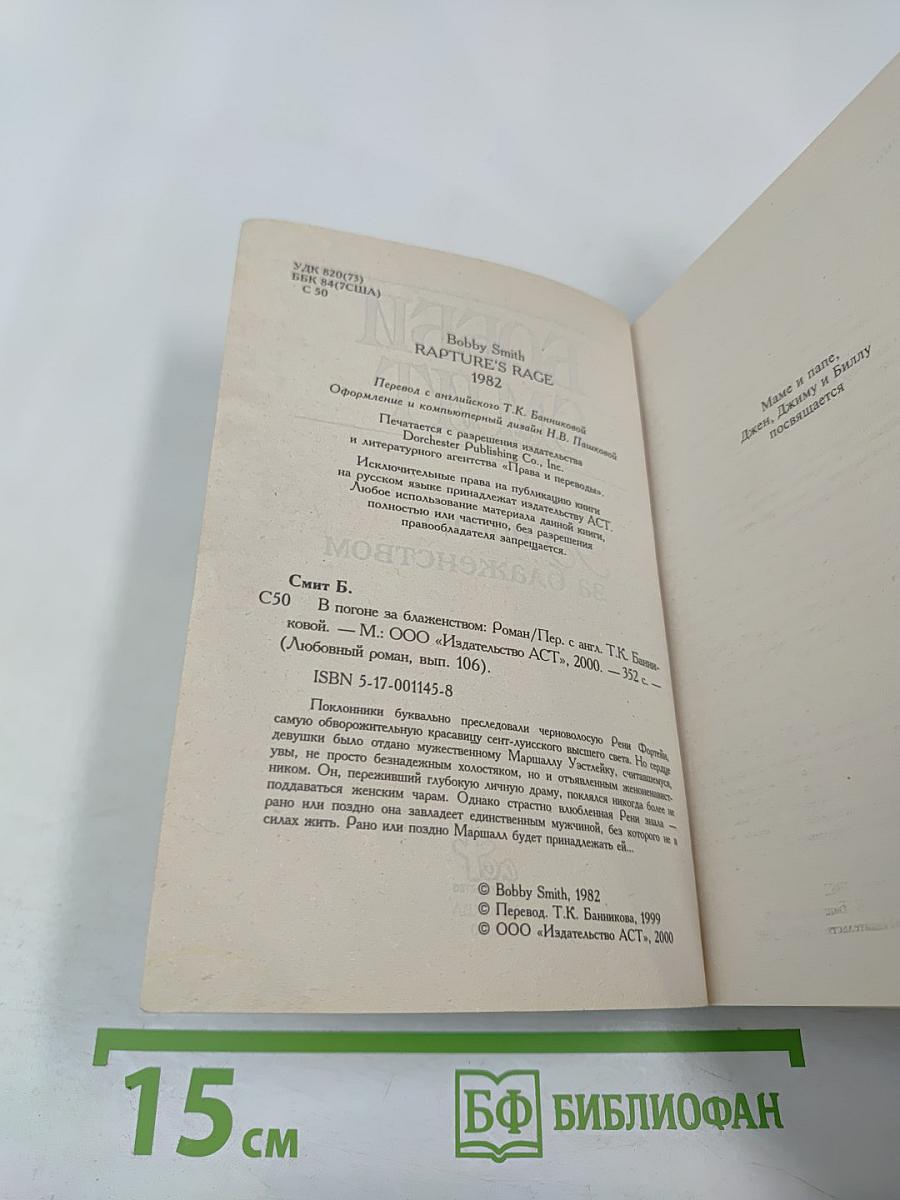 УДК 820(73)
ББК 84(7США)
С 50
Bobby Smith
RAPTURE'S RAGE
1982
Перевод с английского Т.К. Банниковой
Оформление и компьютерный дизайн Н.В. Пашковой
Печатается с разрешения издательства
Dorchester Publishing Co., Inc.
и литературного агентства «Права и переводы».
Исключительные права на публикацию книги
на русском языке принадлежат издательству АСТ.
Любое использование материала данной книги,
полностью или частично, без разрешения
правообладателя запрещается.
Смит Б.
С50 В погоне за блаженством: Роман/Пер. с англ. Т.К. Банни-
ковой. — М.: ООО «Издательство АСТ», 2000. — 352 с. —
(Любовный роман, вып. 106).
ISBN 5-17-001145-8
Поклонники буквально преследовали черноволосую Рени Фонтейн,
самую обворожительную красавицу сент-луисского высшего света. Но сердце
девушки было отдано мужественному Маршаллу Уэстлейку, считавшемуся,
увы, не просто безнадежным холостяком, но и отъявленным женоненавист-
ником. Он, переживший глубокую личную драму, поклялся никогда более не
поддаваться женским чарам. Однако страстно влюбленная Рени знала —
рано или поздно она завладеет единственным мужчиной, без которого не в
силах жить. Рано или поздно Маршалл будет принадлежать ей...
© Bobby Smith, 1982
© Перевод. Т.К. Банникова, 1999
© ООО «Издательство АСТ», 2000
Маме и папе,
Джен, Джиму и Биллу
посвящается
15 см
БФ БИБЛИОФАН